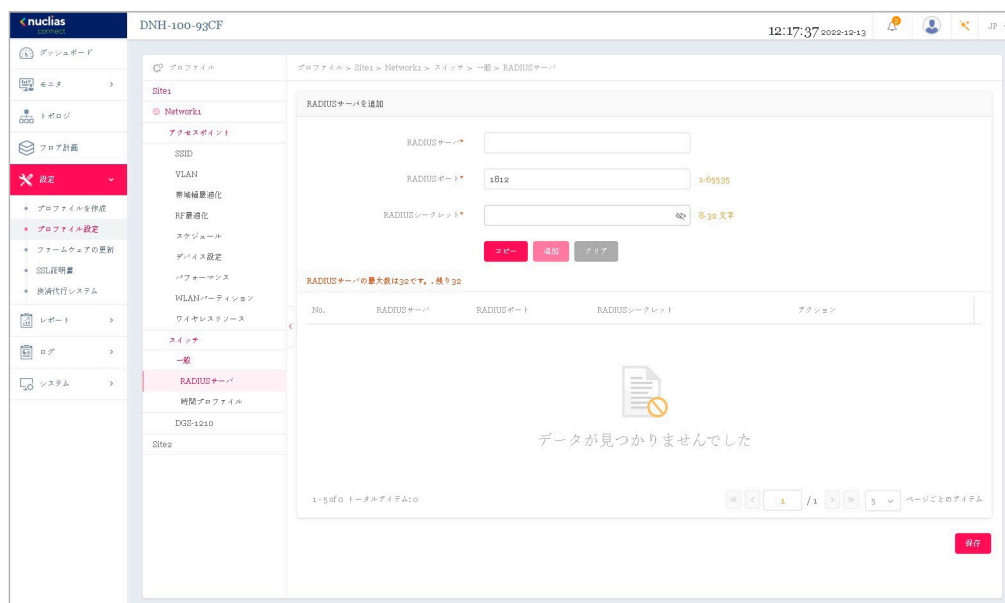 nuclias
connect
DNH-100-93CF
12:17:37 2022-12-13
JP
ダッシュボード
モニタ
トポロジ
フロア計画
設定
プロファイルを作成
プロファイル設定
ファームウェアの更新
SSL証明書
決済代行システム
レポート
ログ
システム
プロファイル
Site1
Network1
アクセスポイント
SSID
VLAN
帯域幅最適化
RF最適化
スケジュール
デバイス設定
パフォーマンス
WLANパーティション
ワイヤレスリソース
スイッチ
一般
RADIUSサーバ
時間プロファイル
DGS-1210
Site2
プロファイル > Site1 > Network1 > スイッチ > 一般 > RADIUSサーバ
RADIUSサーバを追加
RADIUSサーバ*
RADIUSポート* 1812 1-65535
RADIUSシークレット* 8-32 文字
コピー 追加 クリア
RADIUSサーバの最大数は32です。. 残り32
No. RADIUSサーバ RADIUSポート RADIUSシークレット アクション
データが見つかりませんでした
1 - 5 of 0 トータルアイテム: 0
1 / 1 5 ページごとのアイテム
保存